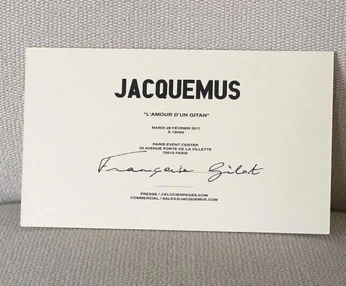 JACQUEMUS
"L'AMOUR D'UN GITAN"
MARDI 28 FÉVRIER 2017
À 19H00
PARIS EVENT CENTER
20 AVENUE PORTE DE LA VILLETTE
75019 PARIS
Françoise Gilot
PRESSE / J@LUCIENPAGES.COM
COMMERCIAL / SALES@JACQUEMUS.COM